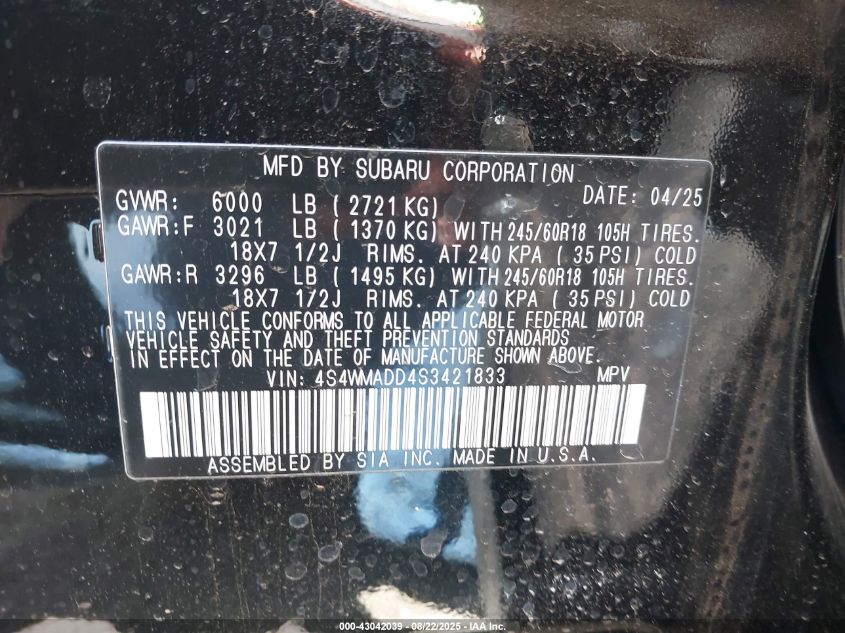 MFD BY SUBARU CORPORATION
GVWR: 6000 LB ( 2721 KG) DATE: 04/25
GAWR:F 3021 LB ( 1370 KG) WITH 245/60R18 105H TIRES.
18X7 1/2J RIMS. AT 240 KPA ( 35 PSI) COLD
GAWR:R 3296 LB ( 1495 KG) WITH 245/60R18 105H TIRES.
18X7 1/2J RIMS. AT 240 KPA ( 35 PSI) COLD
THIS VEHICLE CONFORMS TO ALL APPLICABLE FEDERAL MOTOR
VEHICLE SAFETY AND THEFT PREVENTION STANDARDS
IN EFFECT ON THE DATE OF MANUFACTURE SHOWN ABOVE.
VIN: 4S4WMADD4S3421833 MPV
ASSEMBLED BY SIA INC. MADE IN U.S.A.
000-43042039 - 08/22/2025 - IAA Inc.